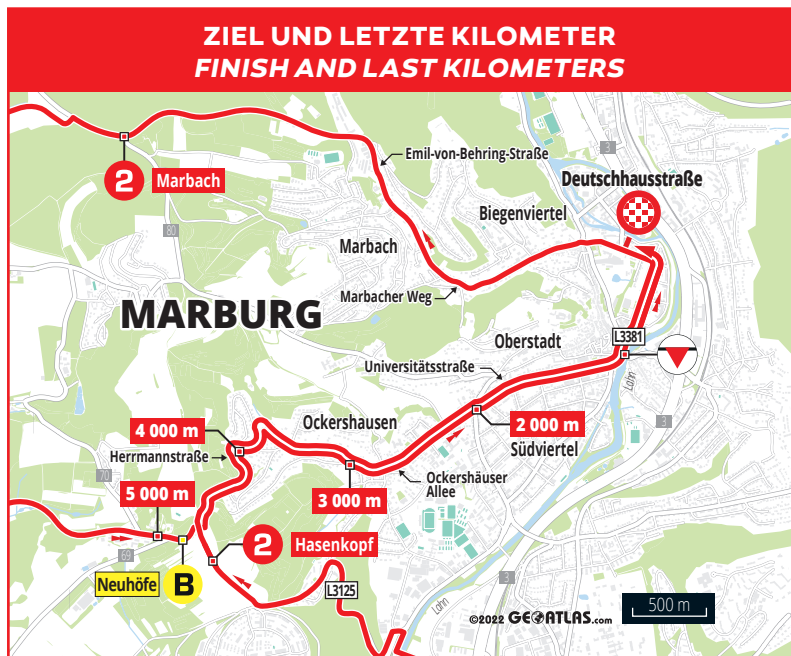 ZIEL UND LETZTE KILOMETER
FINISH AND LAST KILOMETERS
Emil-von-Behring-Straße
3
Deutschhausstraße
2
Marbach
Biegenviertel
80
Marbach
Marbacher Weg
MARBURG
Oberstadt
L3381
Universitätsstraße
Lahn
4 000 m
Ockershausen
2 000 m
3
Herrmannstraße
Südviertel
70
5 000 m
3 000 m
Ockershäuser
Allee
2
Hasenkopf
69
Neuhöfe
B
3
L3125
Lahn
500 m
©2022 GEOATLAS.com